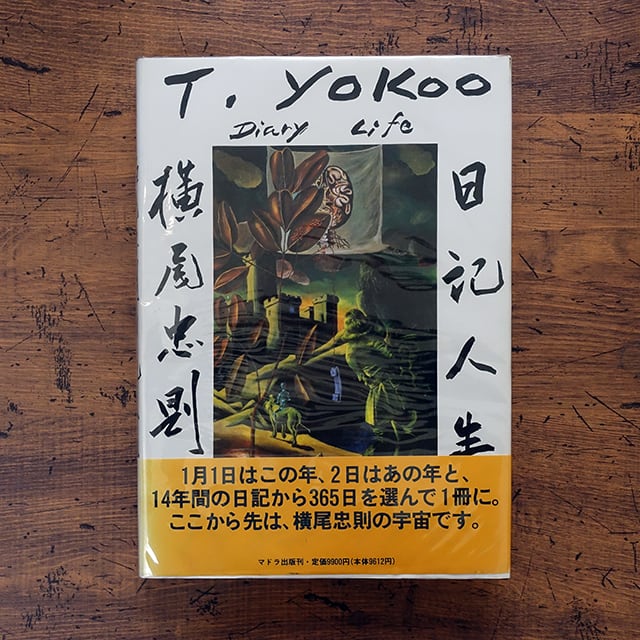 T. YOKOO
Diary Life
日記人生
横尾忠則
1月1日はこの年、2日はあの年と、
14年間の日記から365日を選んで1冊に。
ここから先は、横尾忠則の宇宙です。
マドラ出版刊・定価9900円(本体9612円)